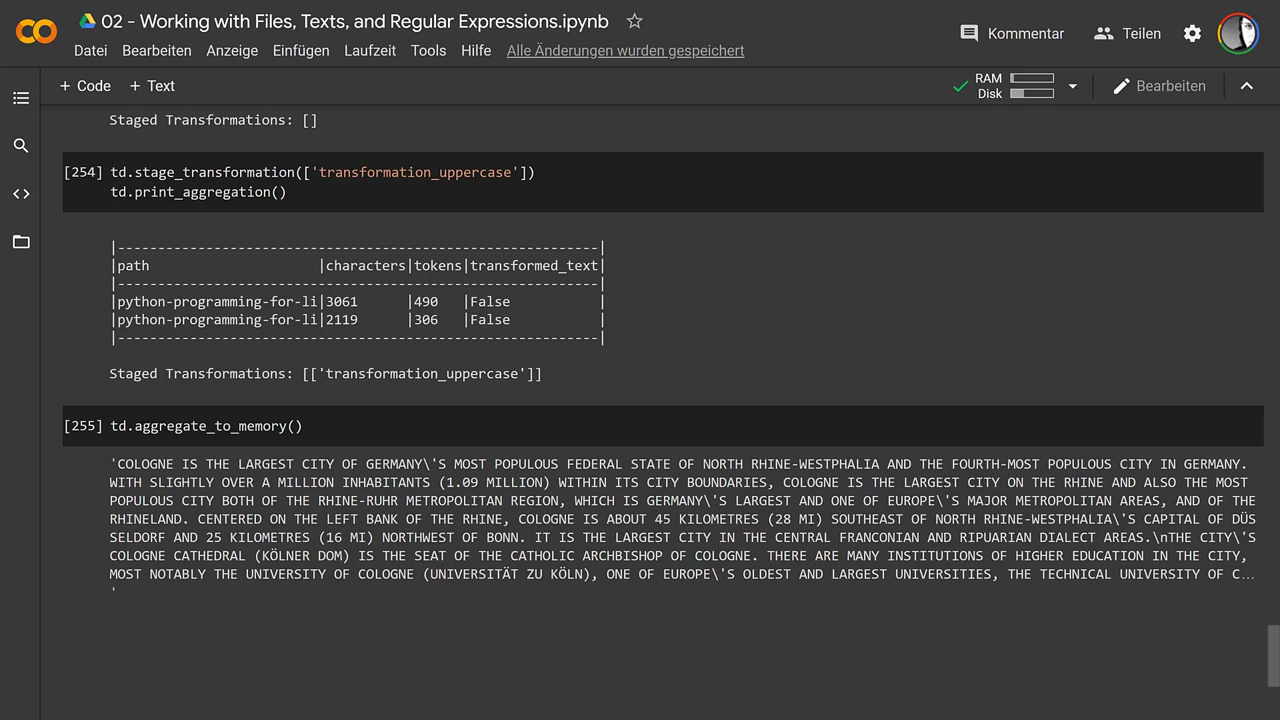 02 - Working with Files, Texts, and Regular Expressions.ipynb
Kommentar
Teilen
Datei Bearbeiten Anzeige Einfügen Laufzeit Tools Hilfe Alle Änderungen wurden gespeichert
+ Code + Text
RAM
Disk
Bearbeiten
Staged Transformations: []
[254] td.stage_transformation(['transformation_uppercase'])
td.print_aggregation()
|------------------------------------------------------------|
|path |characters|tokens|transformed_text|
|------------------------------------------------------------|
|python-programming-for-li|3061 |490 |False |
|python-programming-for-li|2119 |306 |False |
|------------------------------------------------------------|
Staged Transformations: [['transformation_uppercase']]
[255] td.aggregate_to_memory()
'COLOGNE IS THE LARGEST CITY OF GERMANY\'S MOST POPULOUS FEDERAL STATE OF NORTH RHINE-WESTPHALIA AND THE FOURTH-MOST POPULOUS CITY IN GERMANY.
WITH SLIGHTLY OVER A MILLION INHABITANTS (1.09 MILLION) WITHIN ITS CITY BOUNDARIES, COLOGNE IS THE LARGEST CITY ON THE RHINE AND ALSO THE MOST
POPULOUS CITY BOTH OF THE RHINE-RUHR METROPOLITAN REGION, WHICH IS GERMANY\'S LARGEST AND ONE OF EUROPE\'S MAJOR METROPOLITAN AREAS, AND OF THE
RHINELAND. CENTERED ON THE LEFT BANK OF THE RHINE, COLOGNE IS ABOUT 45 KILOMETRES (28 MI) SOUTHEAST OF NORTH RHINE-WESTPHALIA\'S CAPITAL OF DÜS
SELDORF AND 25 KILOMETRES (16 MI) NORTHWEST OF BONN. IT IS THE LARGEST CITY IN THE CENTRAL FRANCONIAN AND RIPUARIAN DIALECT AREAS.\nTHE CITY\'S
COLOGNE CATHEDRAL (KÖLNER DOM) IS THE SEAT OF THE CATHOLIC ARCHBISHOP OF COLOGNE. THERE ARE MANY INSTITUTIONS OF HIGHER EDUCATION IN THE CITY,
MOST NOTABLY THE UNIVERSITY OF COLOGNE (UNIVERSITÄT ZU KÖLN), ONE OF EUROPE\'S OLDEST AND LARGEST UNIVERSITIES, THE TECHNICAL UNIVERSITY OF C…
'